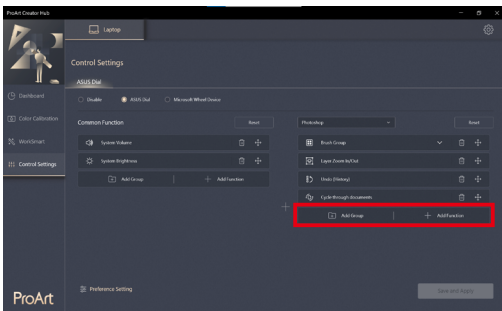 ProArt Creator Hub
Laptop
Control Settings
ASUS Dial
Dashboard
Disable
ASUS Dial
Microsoft Wheel Device
Color Calibration
Common Function
Reset
Photoshop
Reset
WorkSmart
System Volume
Brush Group
Control Settings
System Brightness
Layer Zoom In/Out
Add Group
Add Function
Undo (History)
Cycle through documents
Add Group
Add Function
Preference Setting
Save and Apply
ProArt